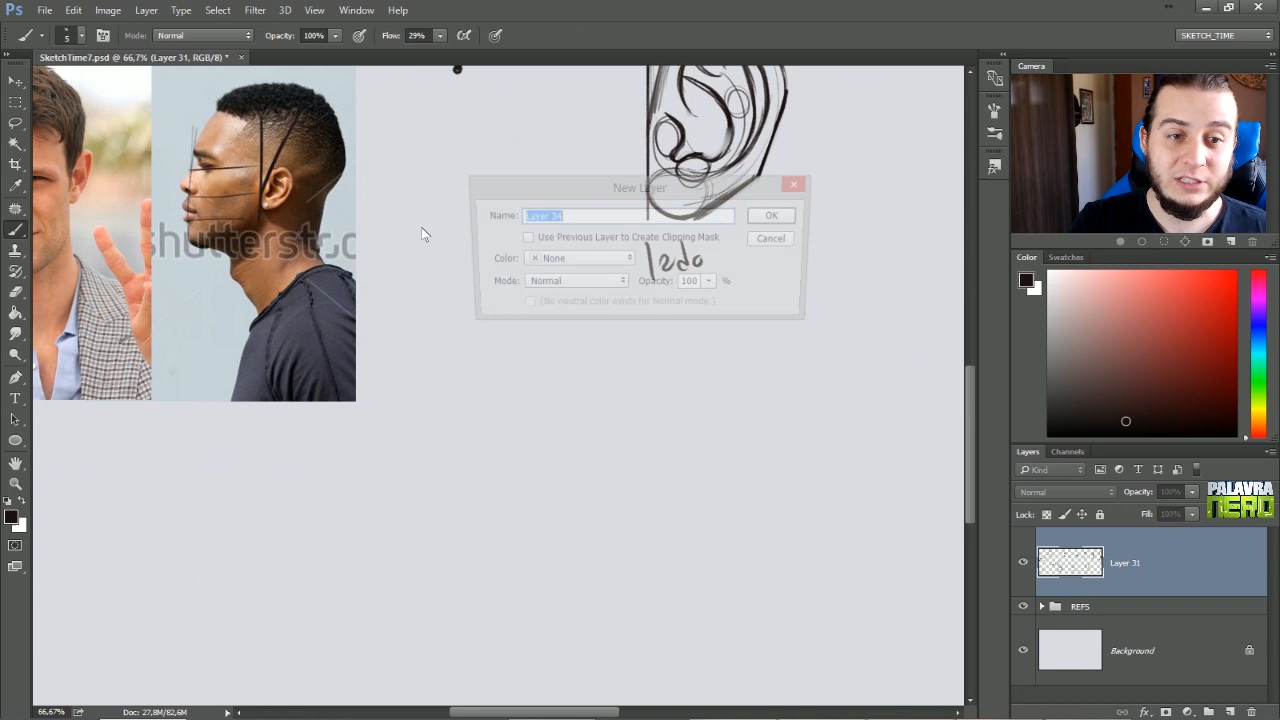 Ps File Edit Image Layer Type Select Filter 3D View Window Help
5 Mode: Normal Opacity: 100% Flow: 29% SKETCH_TIME
SketchTime7.psd @ 66,7% (Layer 31, RGB/8) * ×
Camera
New Layer
Name: Layer 34 OK
Use Previous Layer to Create Clipping Mask Cancel
Color: × None
Mode: Normal Opacity: 100 %
(No neutral color exists for Normal mode.)
shutterstc
Color Swatches
Layers Channels
Kind
Normal Opacity: 100%
PALAVRA
NERD
Lock: Fill: 100%
Layer 31
REFS
Background
66,67% Doc: 27,8M/82,6M